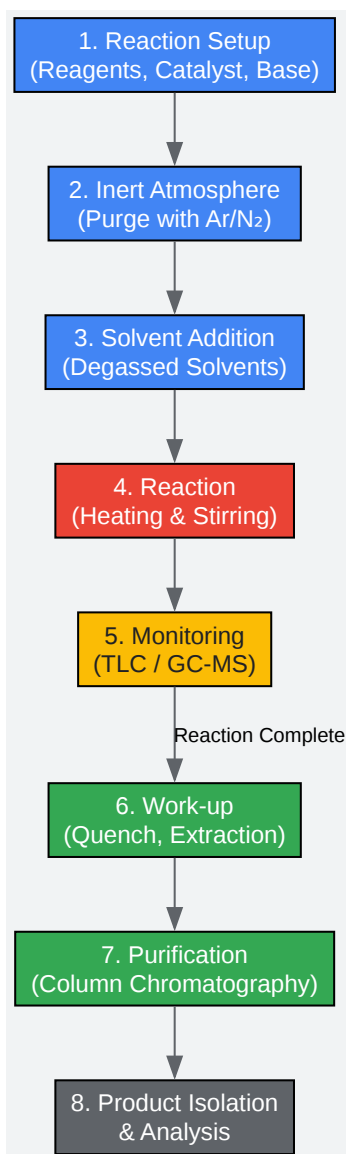 1. Reaction Setup
(Reagents, Catalyst, Base)
2. Inert Atmosphere
(Purge with Ar/N₂)
3. Solvent Addition
(Degassed Solvents)
4. Reaction
(Heating & Stirring)
5. Monitoring
(TLC / GC-MS)
Reaction Complete
6. Work-up
(Quench, Extraction)
7. Purification
(Column Chromatography)
8. Product Isolation
& Analysis